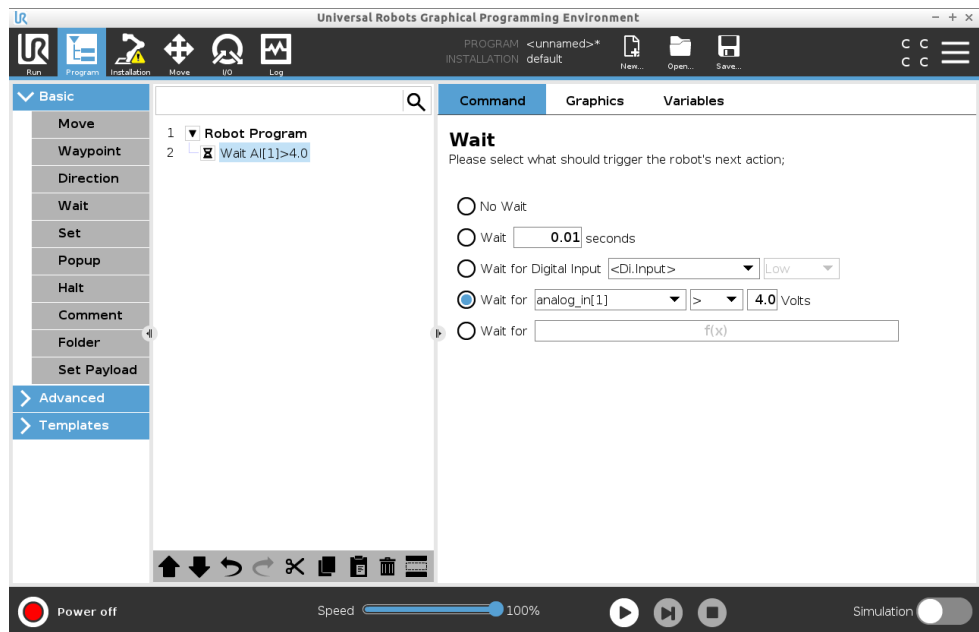 Universal Robots Graphical Programming Environment
UR
Run
Program
Installation
Move
I/O
Log
PROGRAM <unnamed>*
INSTALLATION default
New...
Open...
Save...
C C
C C
Basic
Move
Waypoint
Direction
Wait
Set
Popup
Halt
Comment
Folder
Set Payload
Advanced
Templates
1 Robot Program
2 Wait AI[1]>4.0
Command Graphics Variables
Wait
Please select what should trigger the robot's next action;
No Wait
Wait 0.01 seconds
Wait for Digital Input <Di.Input> Low
Wait for analog_in[1] > 4.0 Volts
Wait for f(x)
Power off
Speed 100%
Simulation